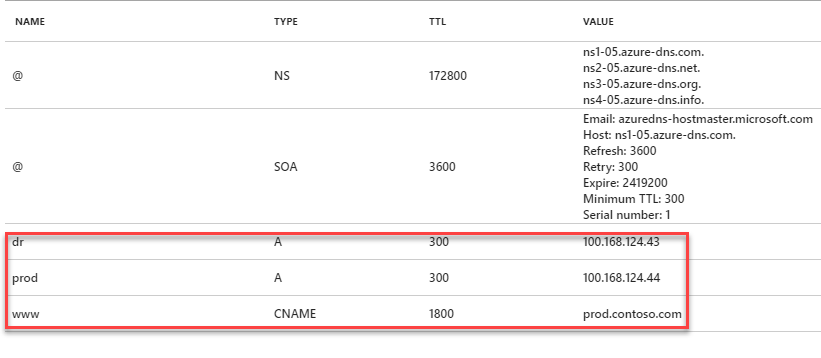 NAME TYPE TTL VALUE
@ NS 172800 ns1-05.azure-dns.com.
ns2-05.azure-dns.net.
ns3-05.azure-dns.org.
ns4-05.azure-dns.info.
@ SOA 3600 Email: azuredns-hostmaster.microsoft.com
Host: ns1-05.azure-dns.com.
Refresh: 3600
Retry: 300
Expire: 2419200
Minimum TTL: 300
Serial number: 1
dr A 300 100.168.124.43
prod A 300 100.168.124.44
www CNAME 1800 prod.contoso.com